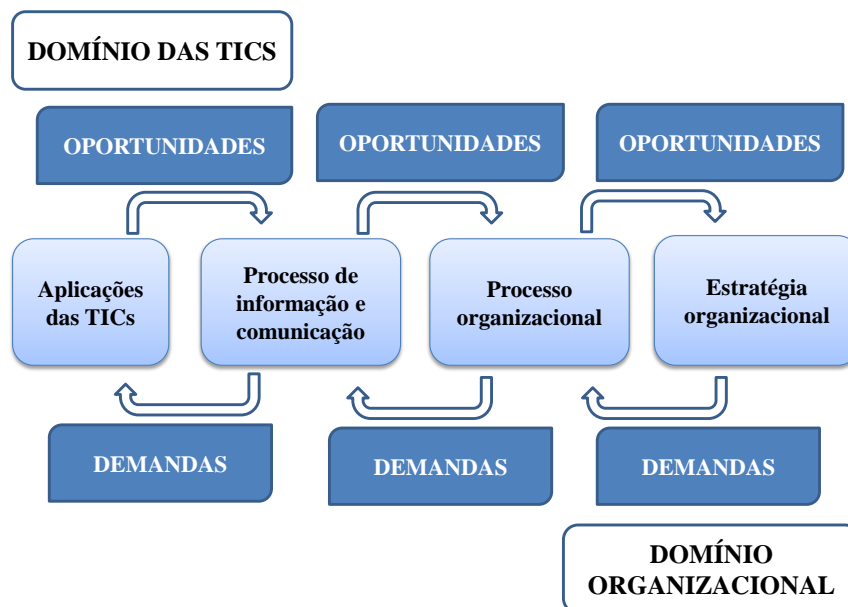 DOMÍNIO DAS TICS
OPORTUNIDADES
OPORTUNIDADES
OPORTUNIDADES
Aplicações
das TICs
Processo de
informação e
comunicação
Processo
organizacional
Estratégia
organizacional
DEMANDAS
DEMANDAS
DEMANDAS
DOMÍNIO
ORGANIZACIONAL